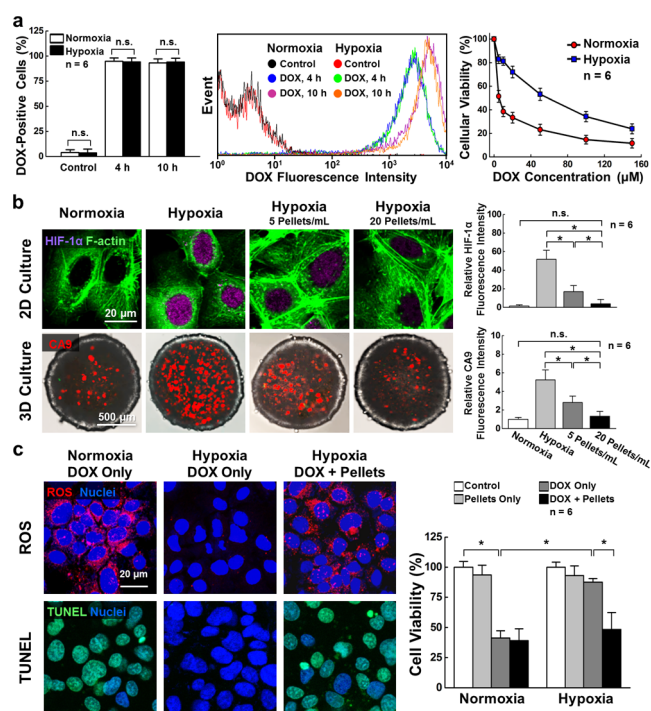 a
DOX-Positive Cells (%)
125
100
75
50
25
0
Normoxia
Hypoxia
n = 6
n.s.
n.s.
n.s.
Control
4 h
10 h
Event
Normoxia Hypoxia
Control Control
DOX, 4 h DOX, 4 h
DOX, 10 h DOX, 10 h
10⁰ 10¹ 10² 10³ 10⁴
DOX Fluorescence Intensity
Cellular Viability (%)
100
80
60
40
20
0
Normoxia
Hypoxia
n = 6
0 40 80 120 160
DOX Concentration (μM)
b
Normoxia
Hypoxia
Hypoxia
5 Pellets/mL
Hypoxia
20 Pellets/mL
2D Culture
HIF-1α F-actin
20 μm
3D Culture
CA9
500 μm
Relative HIF-1α
Fluorescence Intensity
80
60
40
20
0
n.s.
n = 6
*
* *
Relative CA9
Fluorescence Intensity
10
8
6
4
2
0
n.s.
n = 6
*
* *
Normoxia
Hypoxia
5 Pellets/mL
20 Pellets/mL
c
Normoxia
DOX Only
Hypoxia
DOX Only
Hypoxia
DOX + Pellets
ROS
ROS Nuclei
20 μm
TUNEL
TUNEL Nuclei
Control DOX Only
Pellets Only DOX + Pellets
n = 6
Cell Viability (%)
125
100
75
50
25
0
* * *
Normoxia Hypoxia